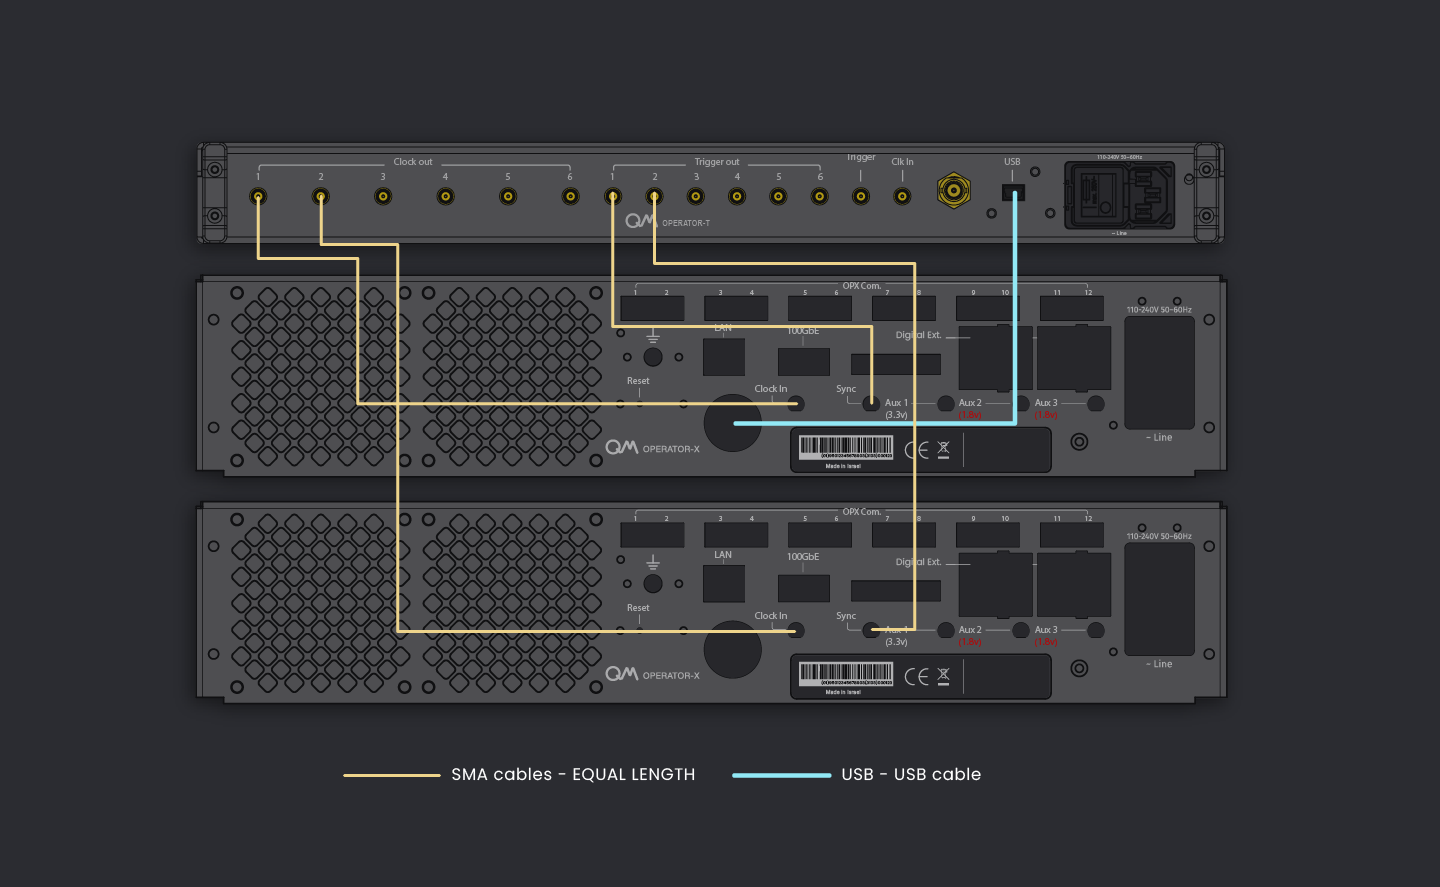 Clock out
Trigger out
Trigger
Clk In
USB
110-240V 50~60Hz
1 2 3 4 5 6
1 2 3 4 5 6
QM OPERATOR-T
~ Line
OPX Com.
1 2 3 4 5 6 7 8 9 10 11 12
110-240V 50~60Hz
LAN
100GbE
Digital Ext.
Reset
Clock In
Sync
Aux 1
(3.3v)
Aux 2
(1.8v)
Aux 3
(1.8v)
~ Line
QM OPERATOR-X
CE
Made in Israel
OPX Com.
1 2 3 4 5 6 7 8 9 10 11 12
110-240V 50~60Hz
LAN
100GbE
Digital Ext.
Reset
Clock In
Sync
Aux 1
(3.3v)
Aux 2
(1.8v)
Aux 3
(1.8v)
~ Line
QM OPERATOR-X
CE
Made in Israel
SMA cables - EQUAL LENGTH
USB - USB cable